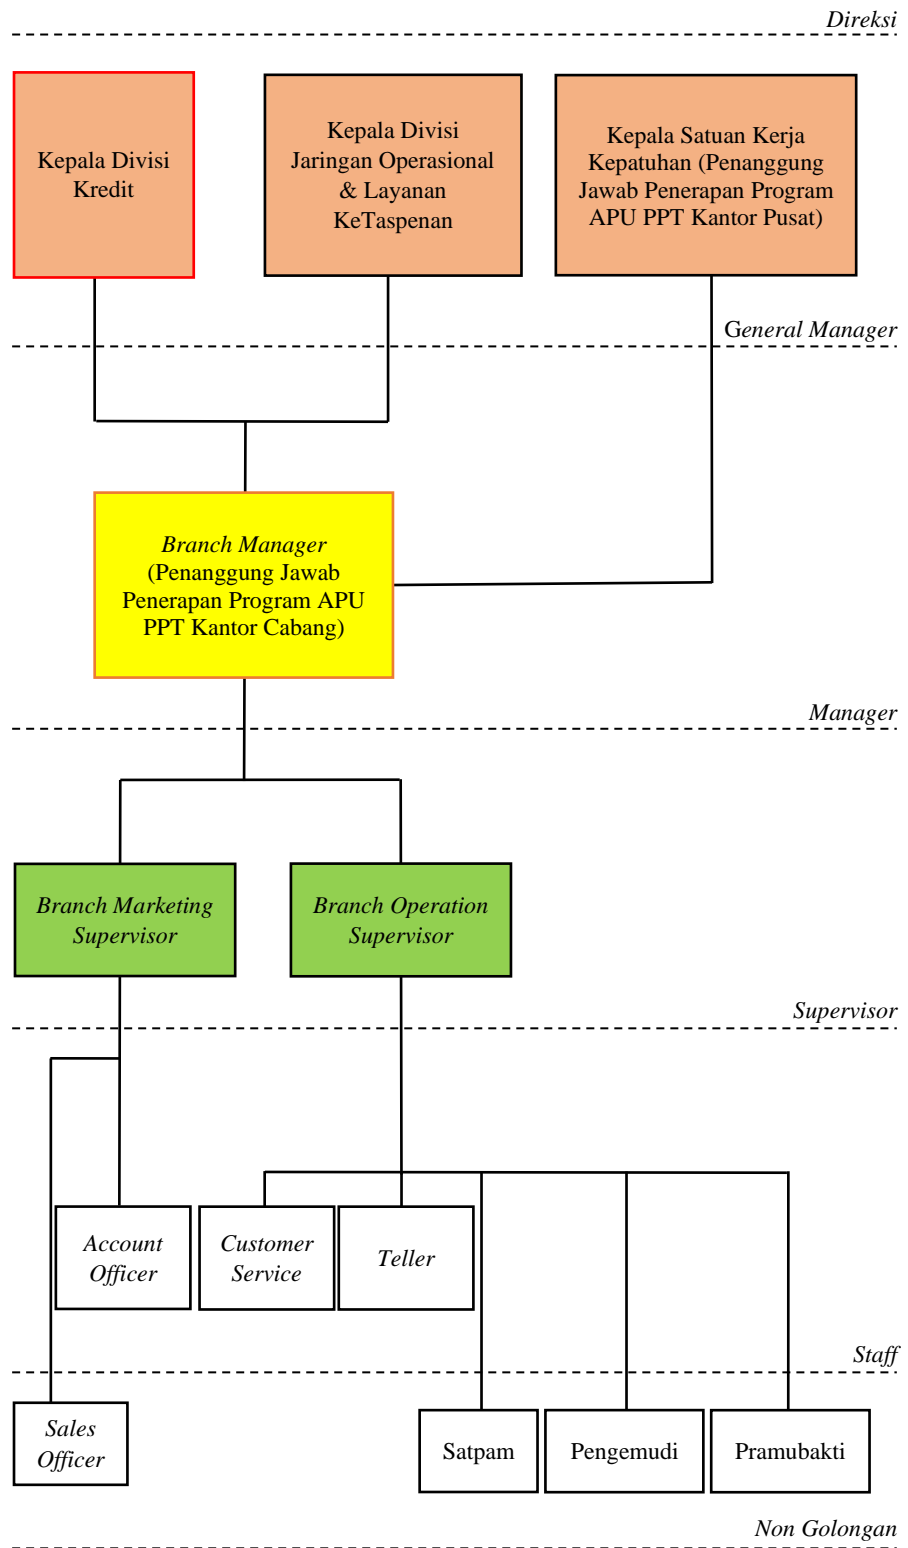 Direksi
Kepala Divisi
Kredit
Kepala Divisi
Jaringan Operasional
& Layanan
KeTaspenan
Kepala Satuan Kerja
Kepatuhan (Penanggung
Jawab Penerapan Program
APU PPT Kantor Pusat)
General Manager
Branch Manager
(Penanggung Jawab
Penerapan Program APU
PPT Kantor Cabang)
Manager
Branch Marketing
Supervisor
Branch Operation
Supervisor
Supervisor
Account
Officer
Customer
Service
Teller
Staff
Sales
Officer
Satpam
Pengemudi
Pramubakti
Non Golongan